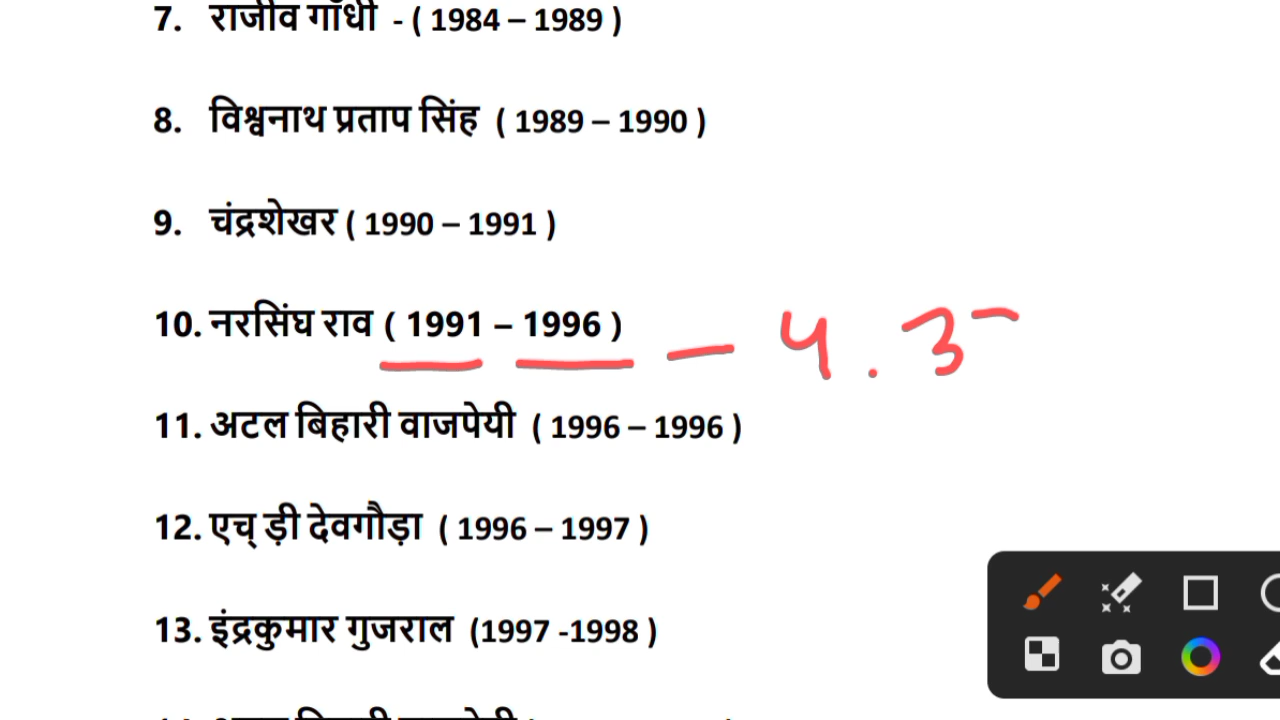 7. राजीव गाँधी - ( 1984 – 1989 )
8. विश्वनाथ प्रताप सिंह ( 1989 – 1990 )
9. चंद्रशेखर ( 1990 – 1991 )
10. नरसिंघ राव ( 1991 – 1996 ) — 4 . 3
11. अटल बिहारी वाजपेयी ( 1996 – 1996 )
12. एच् ड़ी देवगौड़ा ( 1996 – 1997 )
13. इंद्रकुमार गुजराल (1997 -1998 )